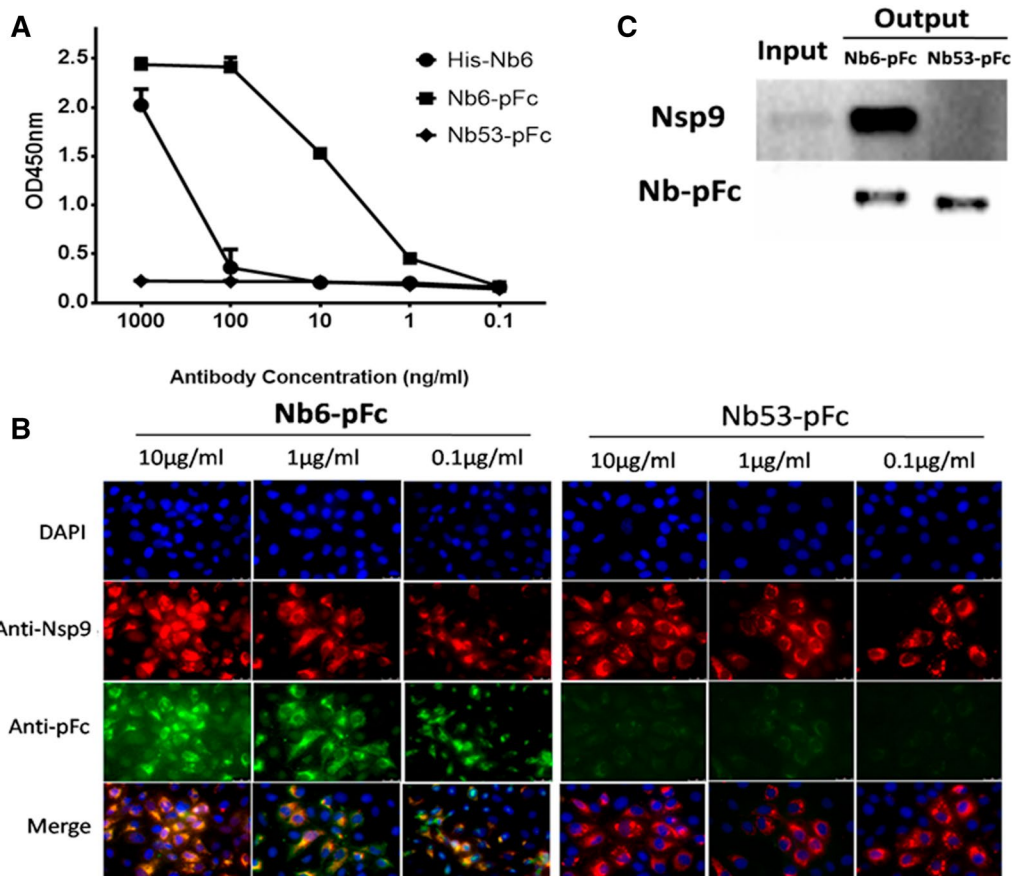 A
OD450nm
2.5
2.0
1.5
1.0
0.5
0.0
1000 100 10 1 0.1
Antibody Concentration (ng/ml)
His-Nb6
Nb6-pFc
Nb53-pFc
C
Output
Input Nb6-pFc Nb53-pFc
Nsp9
Nb-pFc
B
Nb6-pFc Nb53-pFc
10μg/ml 1μg/ml 0.1μg/ml 10μg/ml 1μg/ml 0.1μg/ml
DAPI
Anti-Nsp9
Anti-pFc
Merge